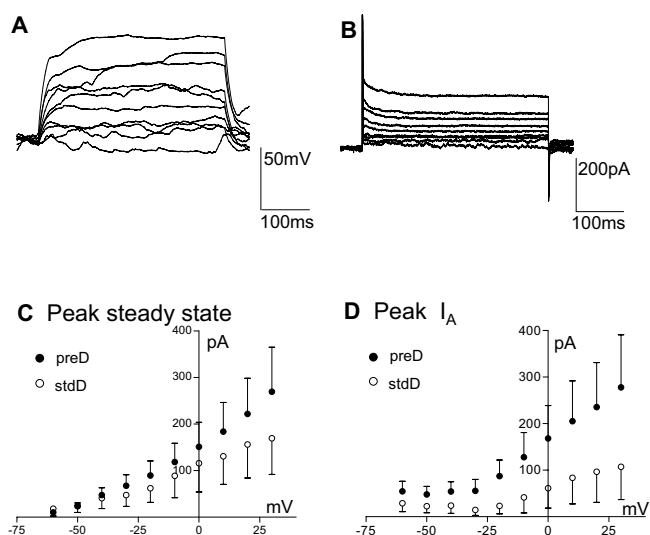 A
B
50mV
100ms
200pA
100ms
C Peak steady state
D Peak I_A
400
pA
preD
stdD
300
200
100
mV
-75 -50 -25 0 25
400
pA
preD
stdD
300
200
100
mV
-75 -50 -25 0 25